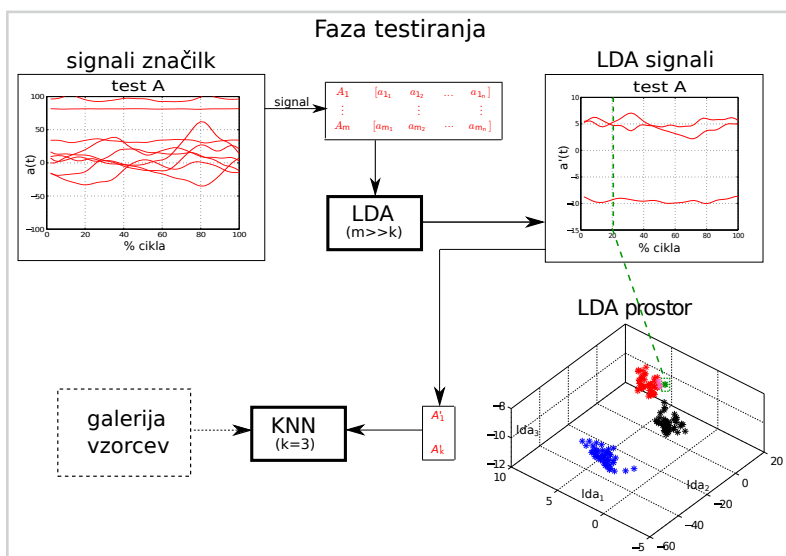 Faza testiranja
signali značilk
test A
100
50
0
−50
−100
a(t)
0 20 40 60 80 100
% cikla
signal
A1 [a11 a12 ... a1n]
⋮ ⋮ ⋮
Am [am1 am2 ... amn]
LDA
(m>>k)
LDA signali
test A
10
5
0
−5
−10
−15
a'(t)
0 20 40 60 80 100
% cikla
LDA prostor
−8
−10
−12
lda3
10
5
0
−5
lda1
−60
−40
−20
0
20
lda2
galerija
vzorcev
KNN
(k=3)
A'1
Ak